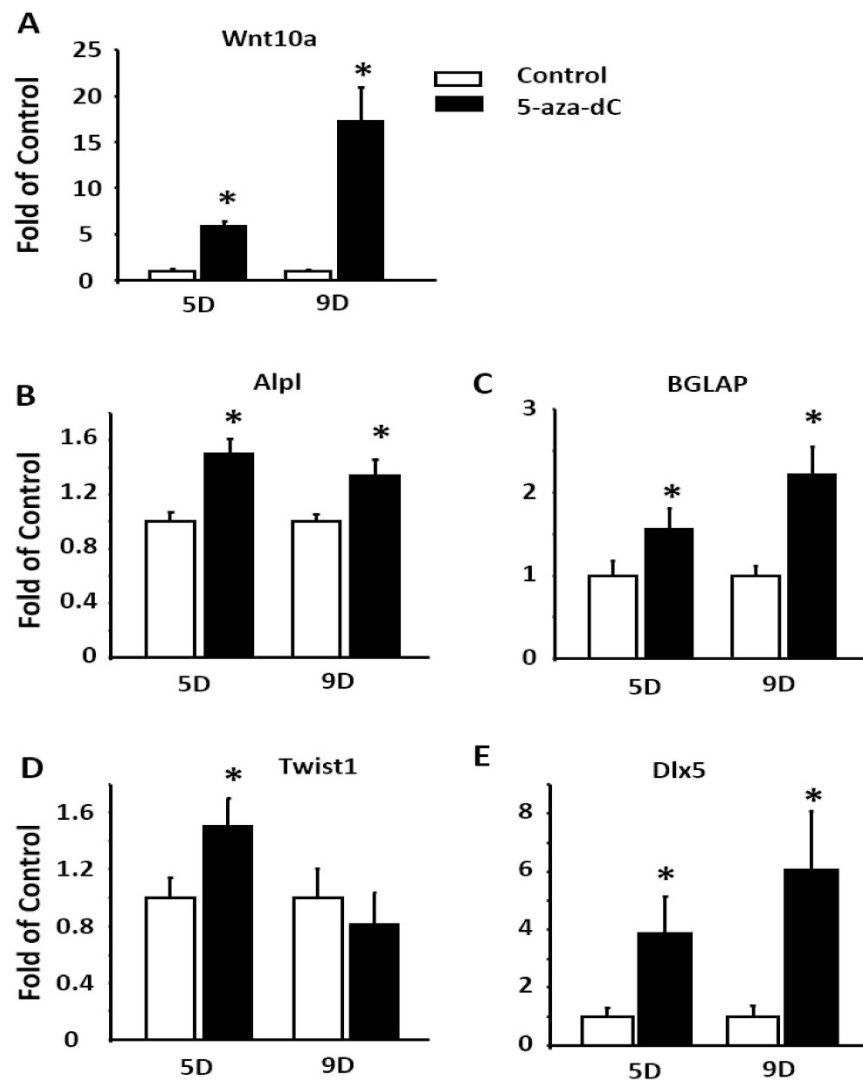 A
Wnt10a
Fold of Control
25
20
15
10
5
0
*
*
5D
9D
Control
5-aza-dC
B
Alpl
Fold of Control
1.6
1.2
0.8
0.4
0
*
*
5D
9D
C
BGLAP
3
2
1
0
*
*
5D
9D
D
Twist1
Fold of Control
1.6
1.2
0.8
0.4
0
*
5D
9D
E
Dlx5
8
6
4
2
0
*
*
5D
9D